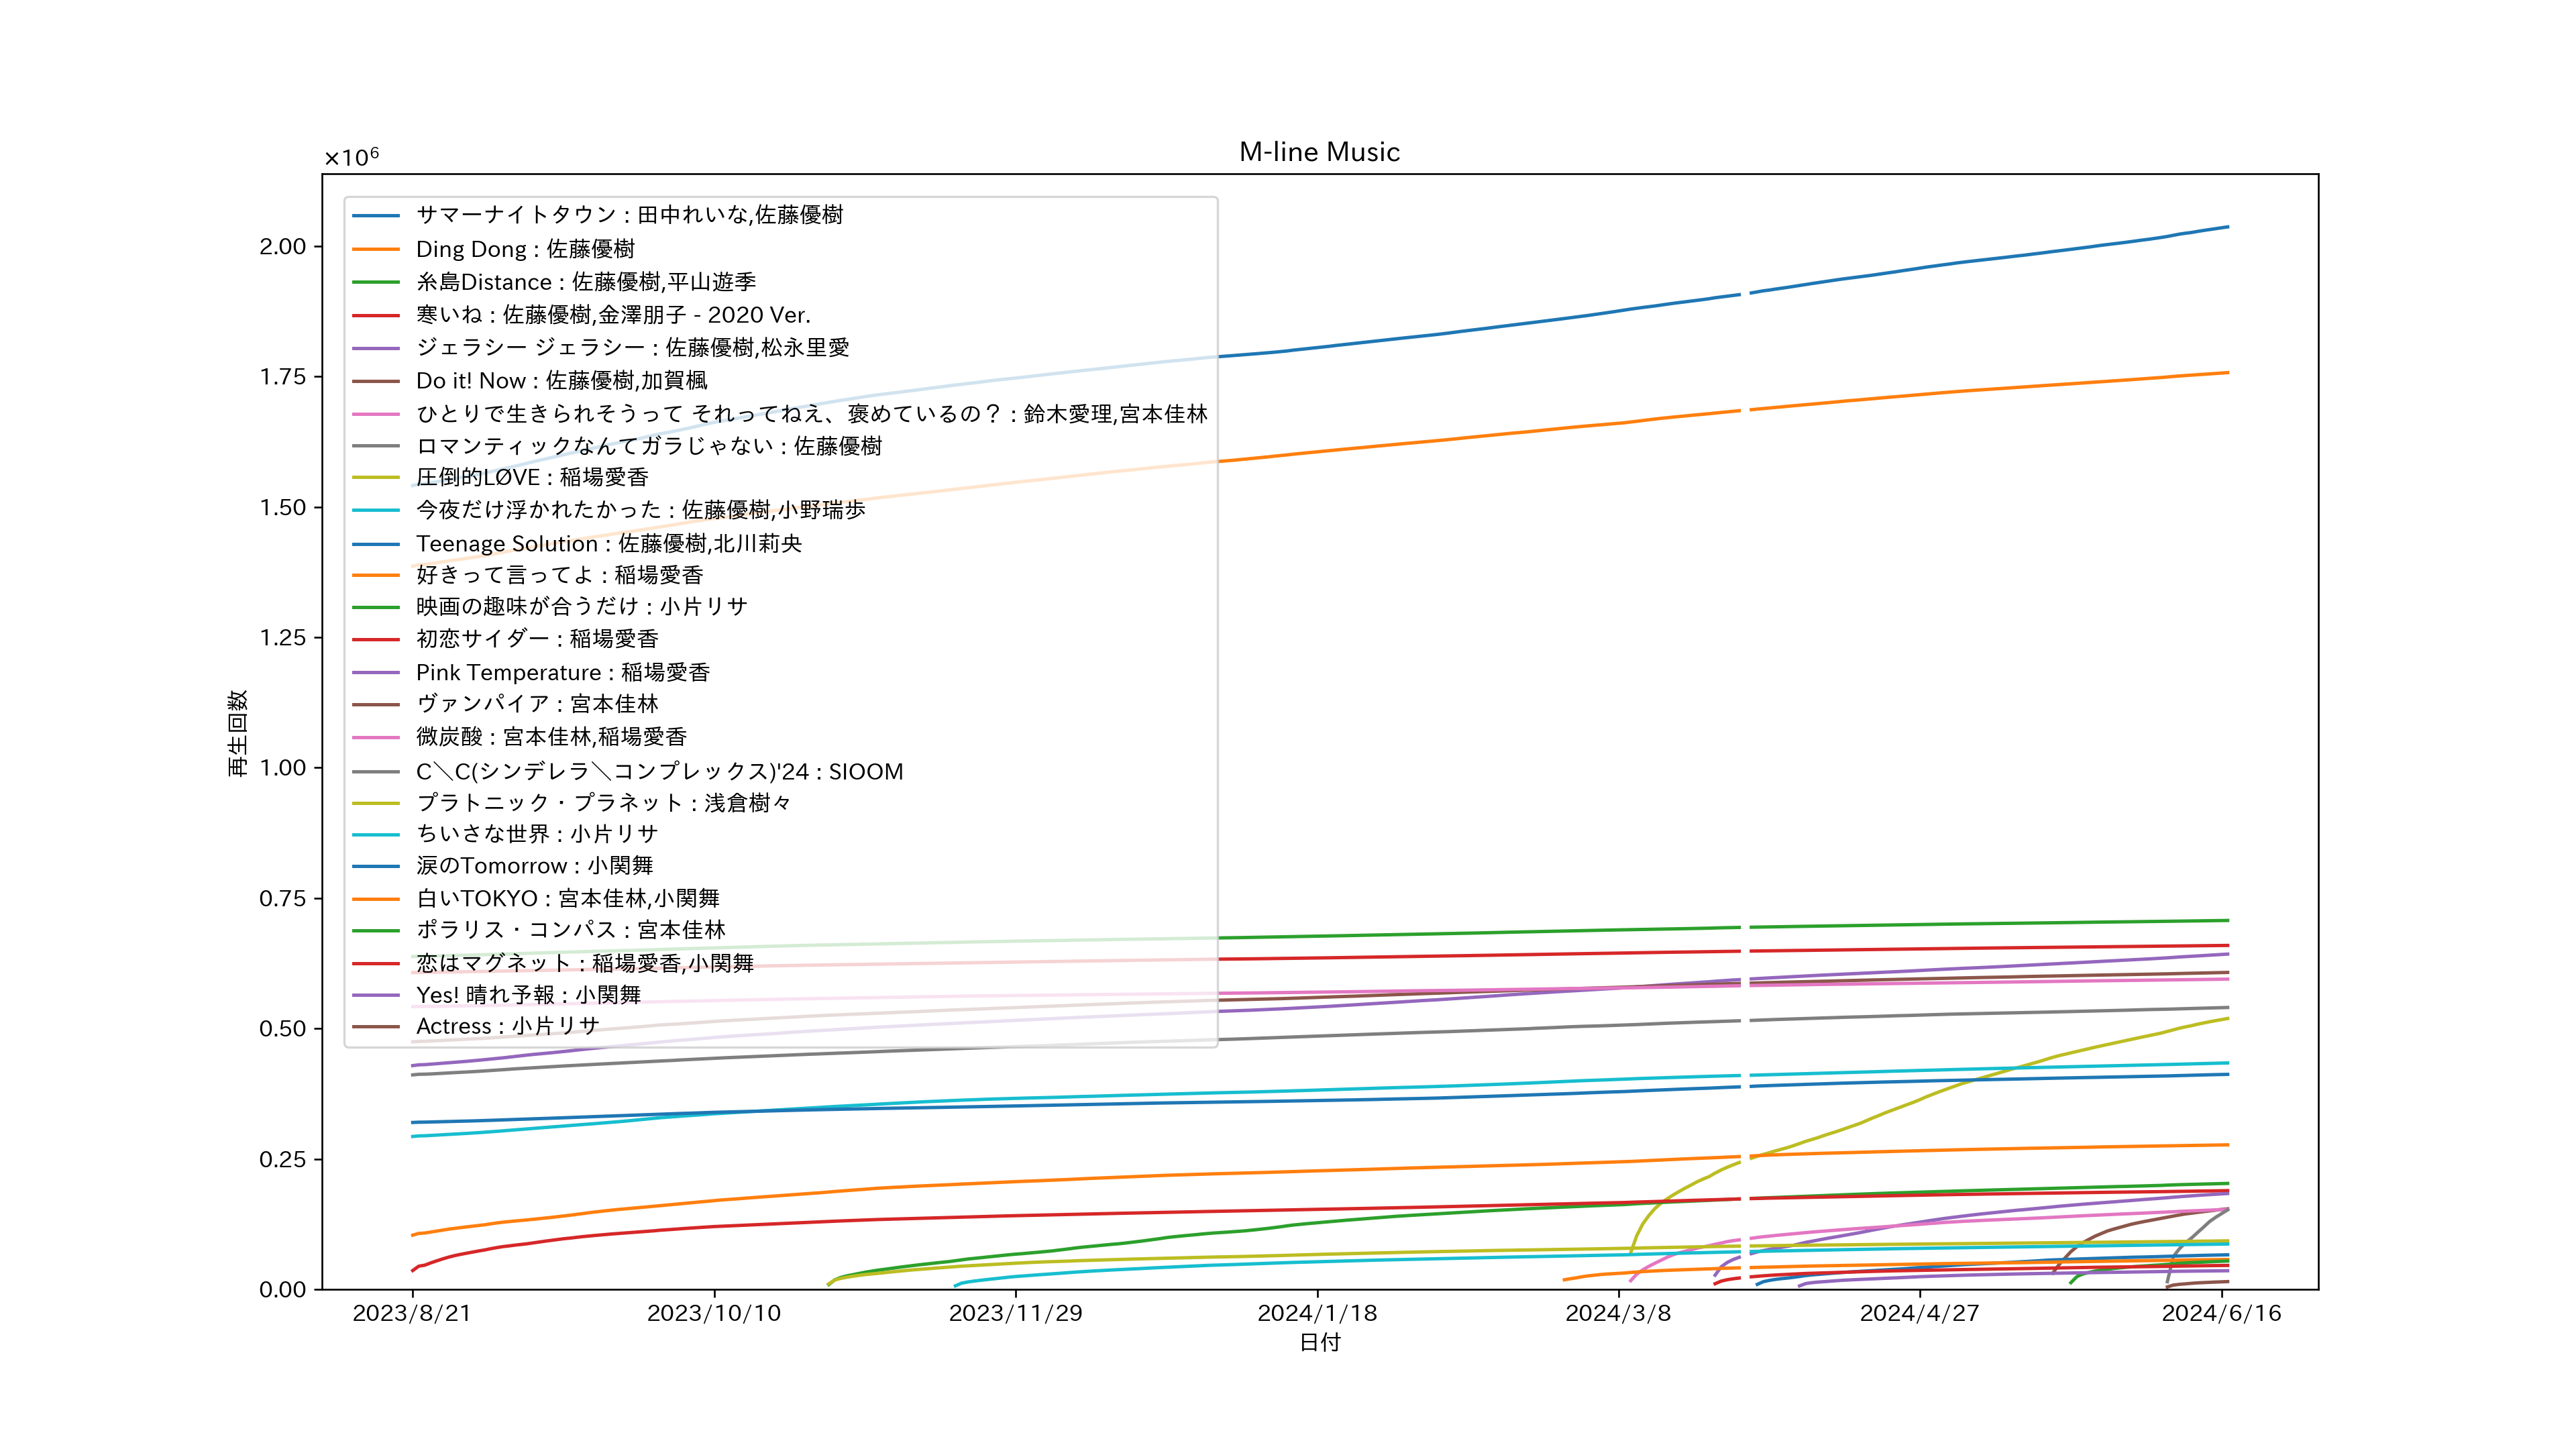 M-line Music
×10⁶
サマーナイトタウン : 田中れいな,佐藤優樹
Ding Dong : 佐藤優樹
糸島Distance : 佐藤優樹,平山遊季
寒いね : 佐藤優樹,金澤朋子 - 2020 Ver.
ジェラシー ジェラシー : 佐藤優樹,松永里愛
Do it! Now : 佐藤優樹,加賀楓
ひとりで生きられそうって それってねえ、褒めているの？ : 鈴木愛理,宮本佳林
ロマンティックなんてガラじゃない : 佐藤優樹
圧倒的LØVE : 稲場愛香
今夜だけ浮かれたかった : 佐藤優樹,小野瑞歩
Teenage Solution : 佐藤優樹,北川莉央
好きって言ってよ : 稲場愛香
映画の趣味が合うだけ : 小片リサ
初恋サイダー : 稲場愛香
Pink Temperature : 稲場愛香
ヴァンパイア : 宮本佳林
微炭酸 : 宮本佳林,稲場愛香
C＼C(シンデレラ＼コンプレックス)'24 : SIOOM
プラトニック・プラネット : 浅倉樹々
ちいさな世界 : 小片リサ
涙のTomorrow : 小関舞
白いTOKYO : 宮本佳林,小関舞
ポラリス・コンパス : 宮本佳林
恋はマグネット : 稲場愛香,小関舞
Yes! 晴れ予報 : 小関舞
Actress : 小片リサ
2.00
1.75
1.50
1.25
1.00
0.75
0.50
0.25
0.00
再生回数
2023/8/21
2023/10/10
2023/11/29
2024/1/18
2024/3/8
2024/4/27
2024/6/16
日付